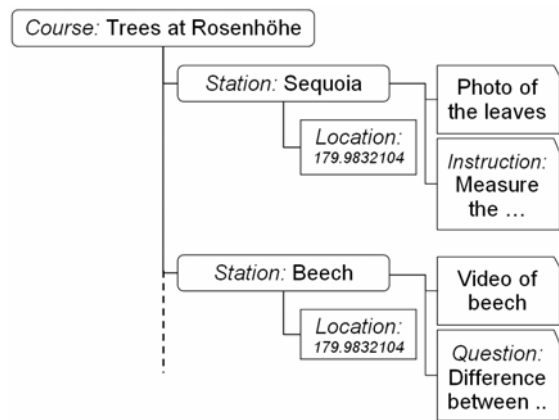 Course: Trees at Rosenhöhe
Station: Sequoia
Photo of
the leaves
Location:
179.9832104
Instruction:
Measure
the ...
Station: Beech
Video of
beech
Location:
179.9832104
Question:
Difference
between ..